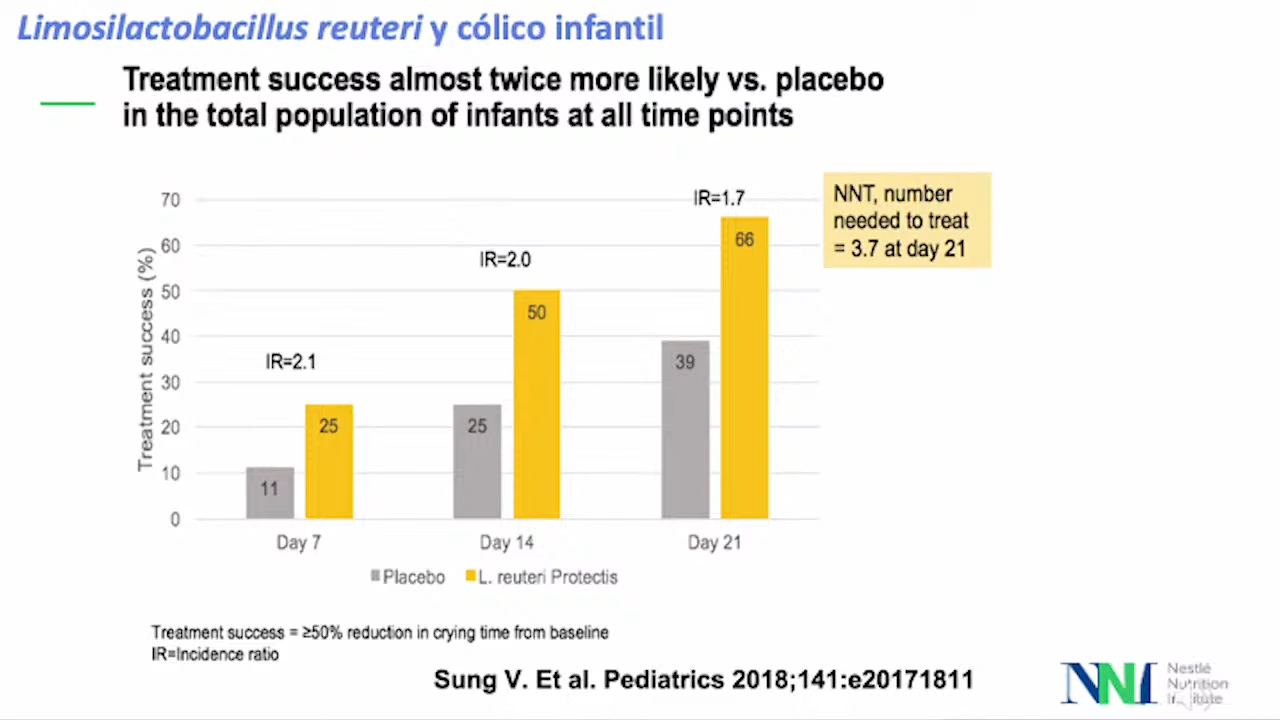 Limosilactobacillus reuteri y cólico infantil
Treatment success almost twice more likely vs. placebo
in the total population of infants at all time points
NNT, number
needed to treat
= 3.7 at day 21
Treatment success (%)
70
60
50
40
30
20
10
0
IR=2.1
IR=2.0
IR=1.7
11
25
25
50
39
66
Day 7
Day 14
Day 21
Placebo
L. reuteri Protectis
Treatment success = ≥50% reduction in crying time from baseline
IR=Incidence ratio
Sung V. Et al. Pediatrics 2018;141:e20171811
NNI
Nestlé
Nutrition